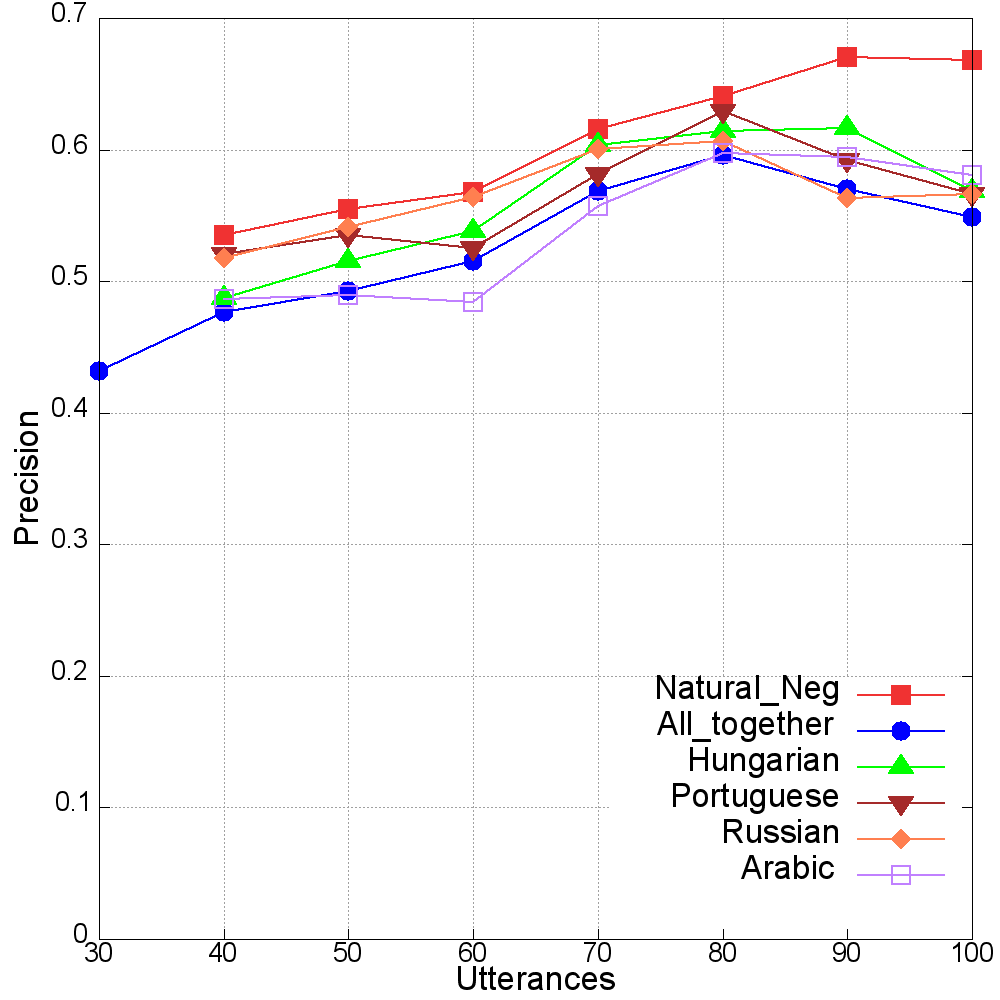 0.7
0.6
0.5
0.4
0.3
0.2
0.1
0
Precision
30 40 50 60 70 80 90 100
Utterances
Natural_Neg
All_together
Hungarian
Portuguese
Russian
Arabic